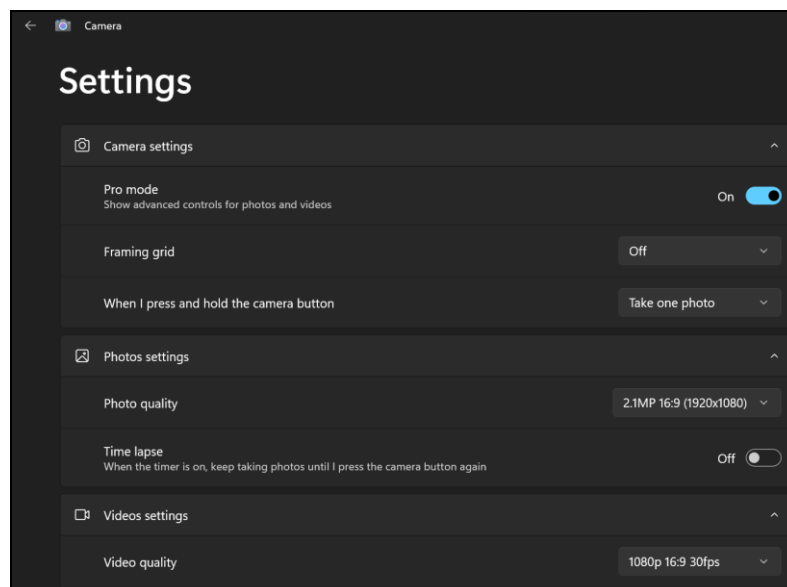 Camera
Settings
Camera settings
Pro mode
Show advanced controls for photos and videos
On
Framing grid
Off
When I press and hold the camera button
Take one photo
Photos settings
Photo quality
2.1MP 16:9 (1920x1080)
Time lapse
When the timer is on, keep taking photos until I press the camera button again
Off
Videos settings
Video quality
1080p 16:9 30fps